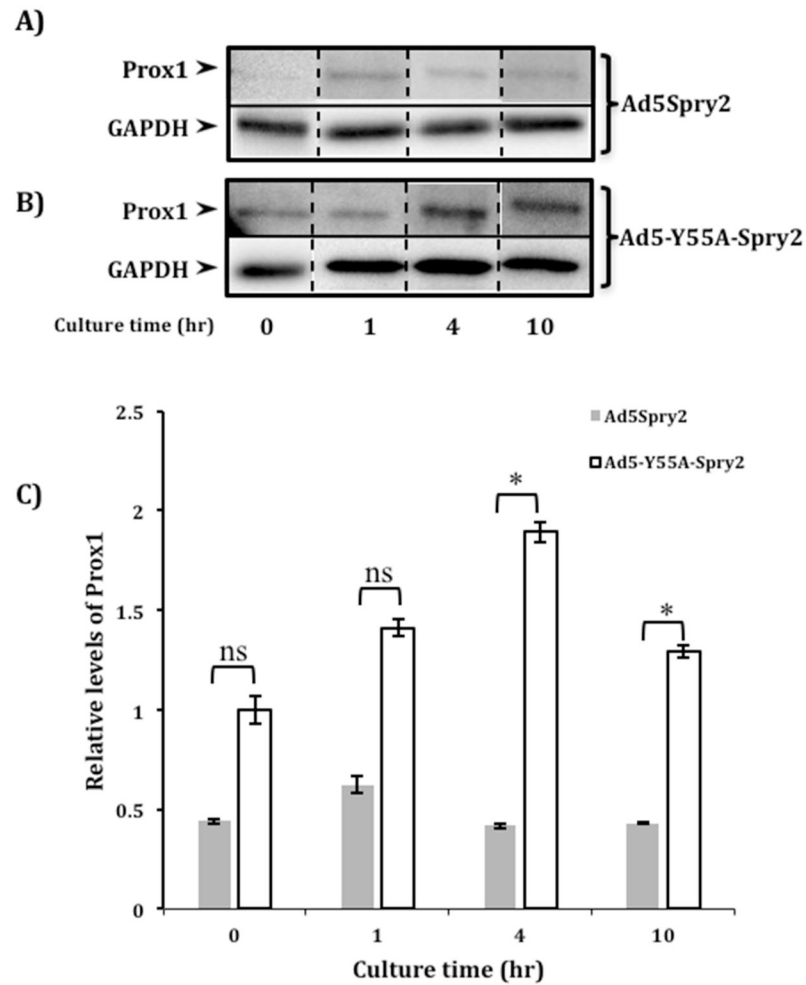 A)
Prox1
GAPDH
Ad5Spry2
B)
Prox1
GAPDH
Ad5-Y55A-Spry2
Culture time (hr) 0 1 4 10
C)
Relative levels of Prox1
2.5
2
1.5
1
0.5
0
Ad5Spry2
Ad5-Y55A-Spry2
ns
ns
*
*
0 1 4 10
Culture time (hr)